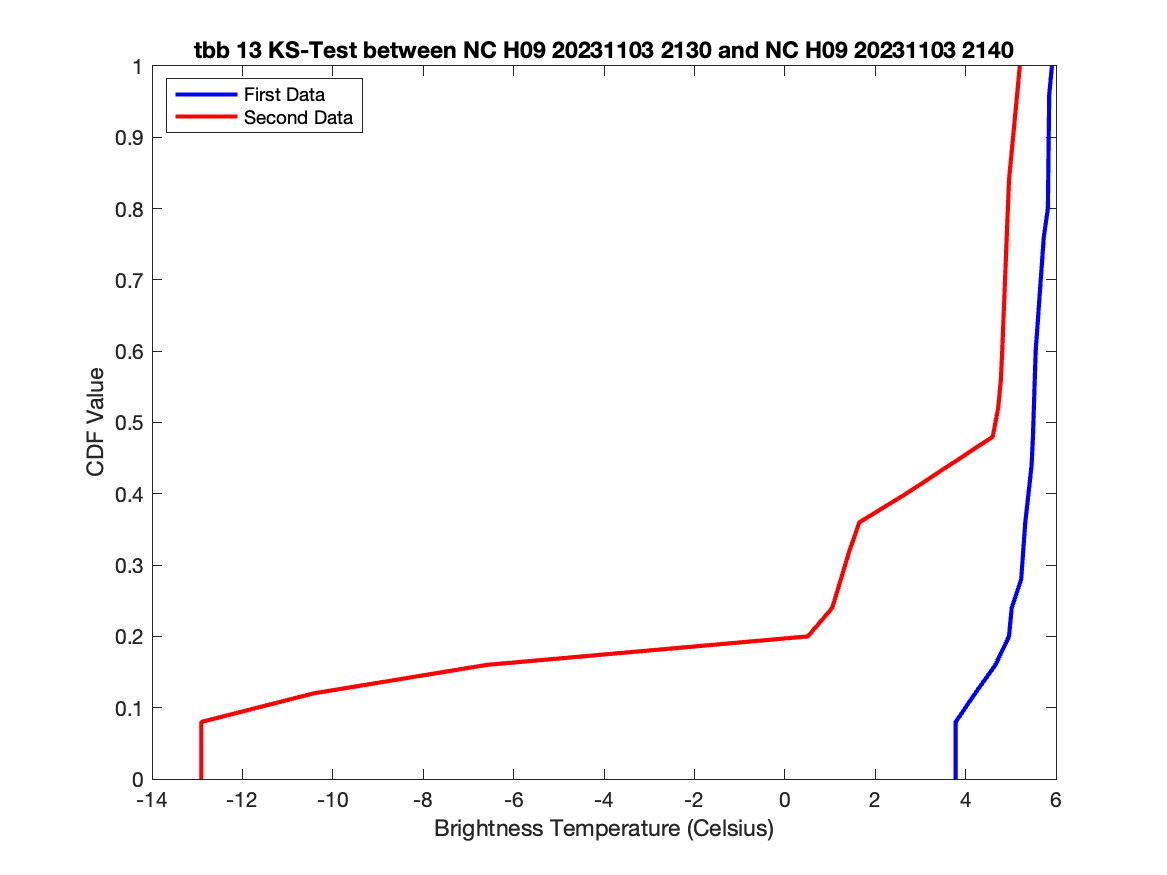 tbb 13 KS-Test between NC H09 20231103 2130 and NC H09 20231103 2140
First Data
Second Data
1
0.9
0.8
0.7
0.6
0.5
0.4
0.3
0.2
0.1
0
CDF Value
-14 -12 -10 -8 -6 -4 -2 0 2 4 6
Brightness Temperature (Celsius)